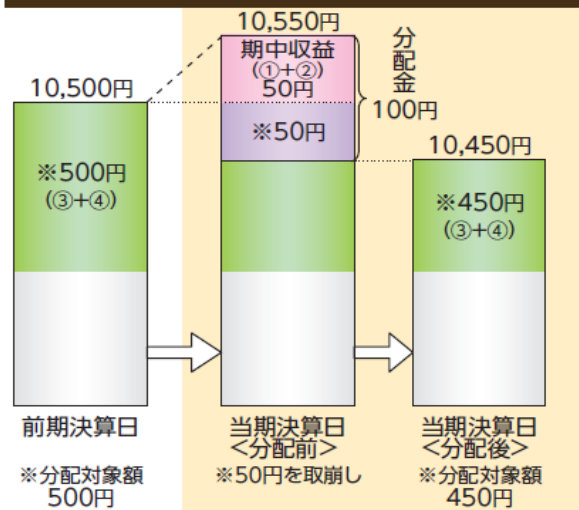 10,550円
期中収益
(①+②)
50円
※50円
分配金
100円
10,500円
※500円
(③+④)
10,450円
※450円
(③+④)
前期決算日
※分配対象額
500円
当期決算日
<分配前>
※50円を取崩し
当期決算日
<分配後>
※分配対象額
450円